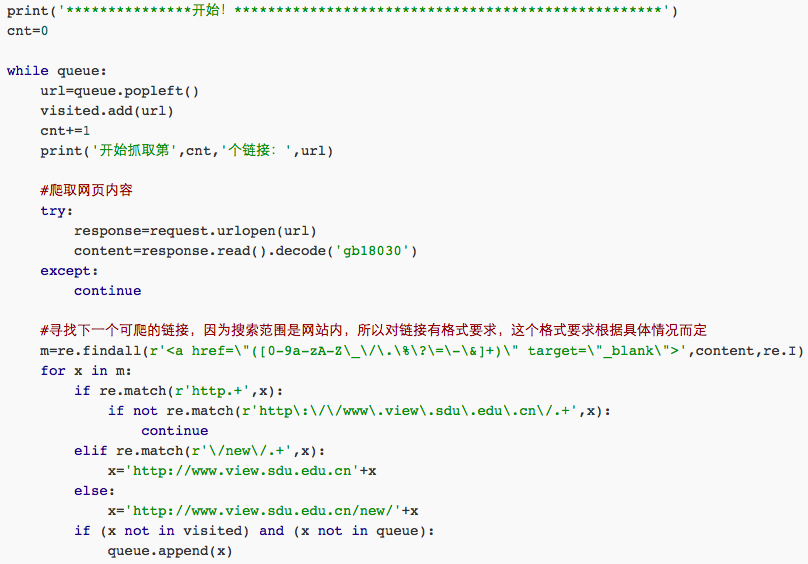 print('***************开始！***************************************************')
cnt=0
while queue:
    url=queue.popleft()
    visited.add(url)
    cnt+=1
    print('开始抓取第',cnt,'个链接：',url)
    #爬取网页内容
    try:
        response=request.urlopen(url)
        content=response.read().decode('gb18030')
    except:
        continue
    #寻找下一个可爬的链接，因为搜索范围是网站内，所以对链接有格式要求，这个格式要求根据具体情况而定
    m=re.findall(r'<a href=\"([0-9a-zA-Z\_\/\.\%\?\=\-\&]+)\" target=\"_blank\">',content,re.I)
    for x in m:
        if re.match(r'http.+',x):
            if not re.match(r'http\:\/\/www\.view\.sdu\.edu\.cn\/.+',x):
                continue
        elif re.match(r'\/new\/.+',x):
            x='http://www.view.sdu.edu.cn'+x
        else:
            x='http://www.view.sdu.edu.cn/new/'+x
        if (x not in visited) and (x not in queue):
            queue.append(x)